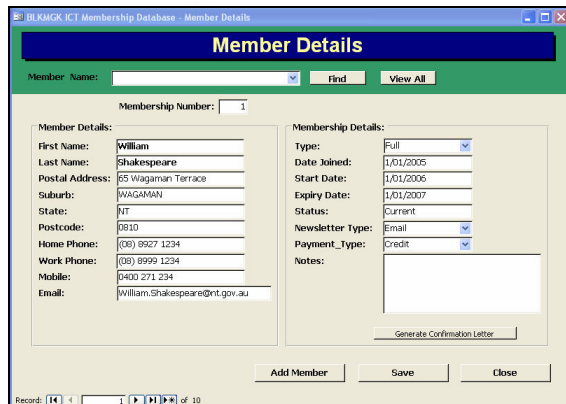 BLKMGK ICT Membership Database - Member Details
Member Details
Member Name: Find View All
Membership Number: 1
Member Details:
First Name: William
Last Name: Shakespeare
Postal Address: 65 Wagaman Terrace
Suburb: WAGAMAN
State: NT
Postcode: 0810
Home Phone: (08) 8927 1234
Work Phone: (08) 8999 1234
Mobile: 0400 271 234
Email: William.Shakespeare@nt.gov.au
Membership Details:
Type: Full
Date Joined: 1/01/2005
Start Date: 1/01/2006
Expiry Date: 1/01/2007
Status: Current
Newsletter Type: Email
Payment_Type: Credit
Notes:
Generate Confirmation Letter
Add Member Save Close
Record: 1 of 10